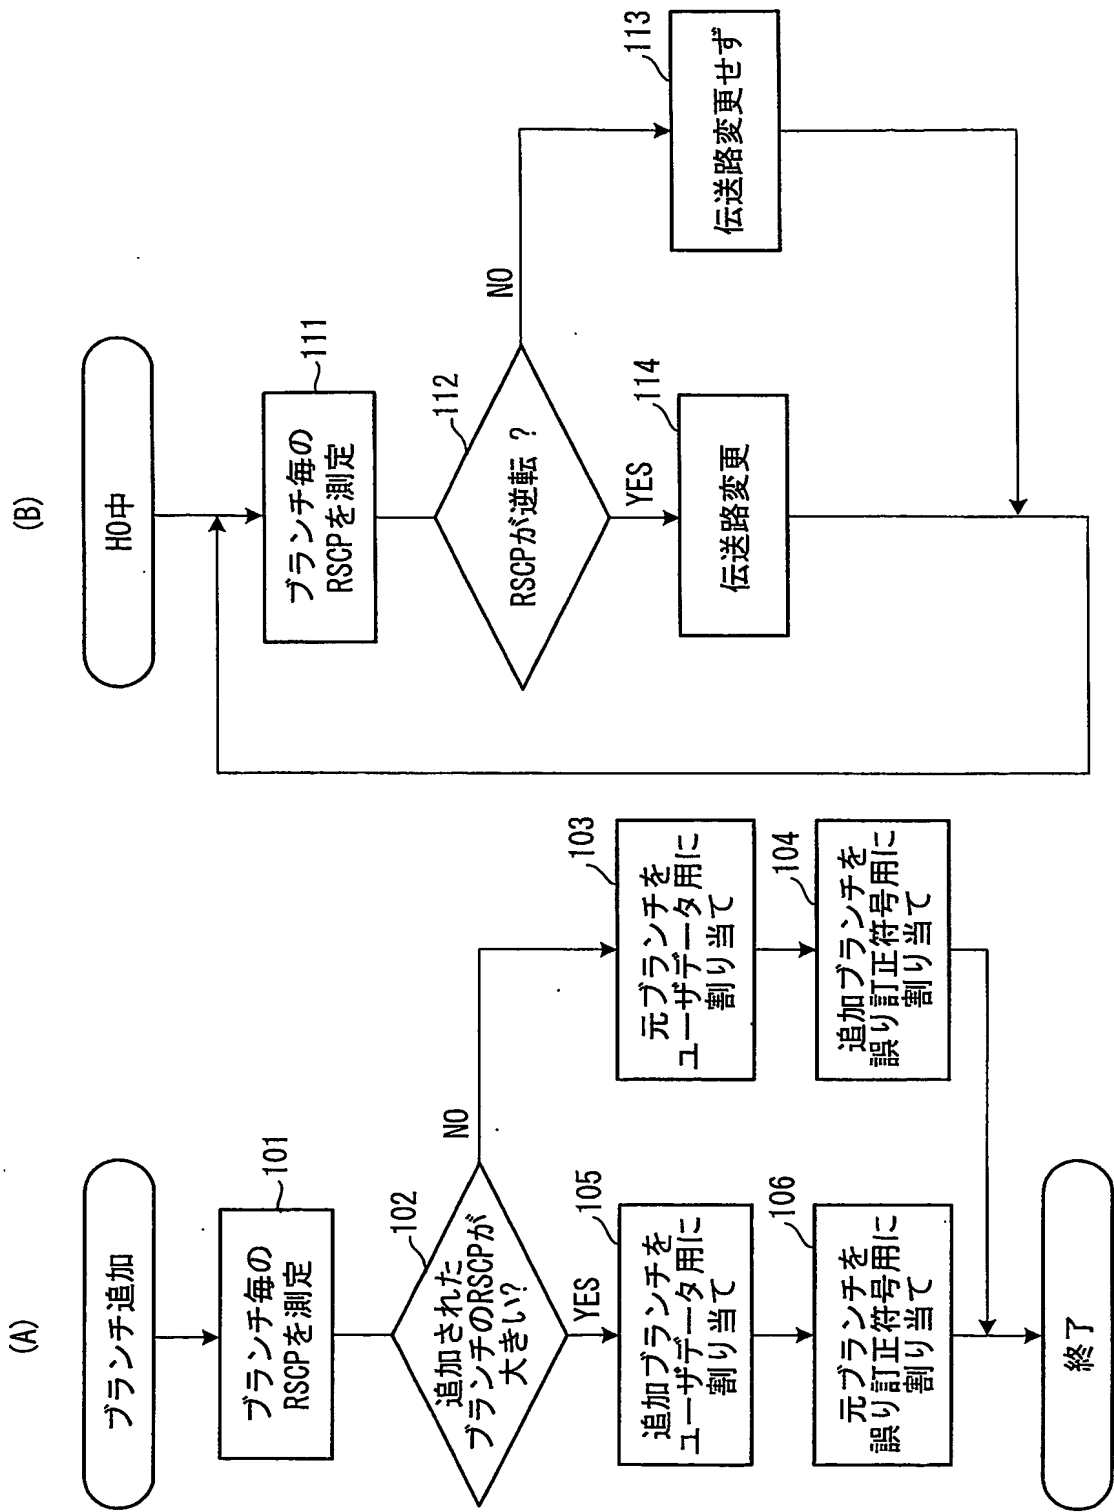 (A)
ブランチ追加
101
ブランチ毎の
RSCPを測定
102
追加された
ブランチのRSCPが
大きい?
NO
YES
103
元ブランチを
ユーザデータ用に
割り当て
104
追加ブランチを
誤り訂正符号用に
割り当て
105
追加ブランチを
ユーザデータ用に
割り当て
106
元ブランチを
誤り訂正符号用に
割り当て
終了
(B)
HO中
111
ブランチ毎の
RSCPを測定
112
RSCPが逆転 ?
NO
YES
113
伝送路変更せず
114
伝送路変更